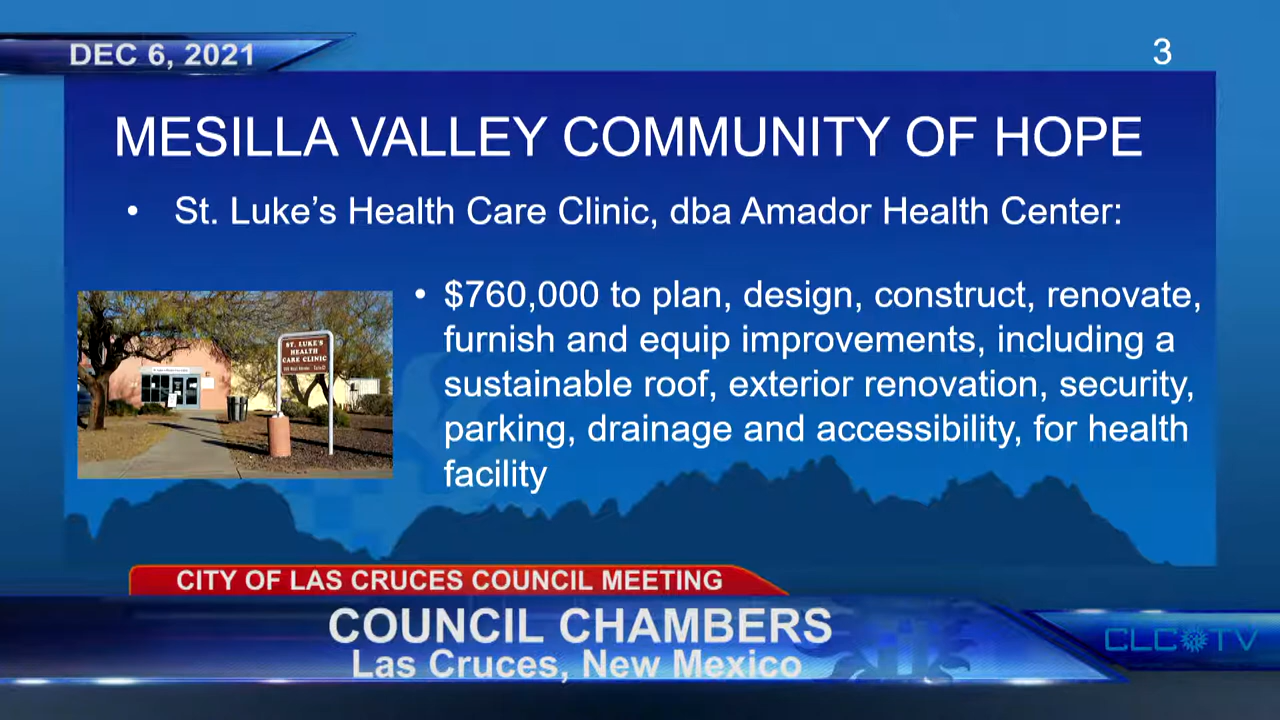 DEC 6, 2021
3
MESILLA VALLEY COMMUNITY OF HOPE
• St. Luke’s Health Care Clinic, dba Amador Health Center:
• $760,000 to plan, design, construct, renovate,
furnish and equip improvements, including a
sustainable roof, exterior renovation, security,
parking, drainage and accessibility, for health
facility
ST. LUKE'S
HEALTH
CARE CLINIC
CITY OF LAS CRUCES COUNCIL MEETING
COUNCIL CHAMBERS
Las Cruces, New Mexico
CLC TV